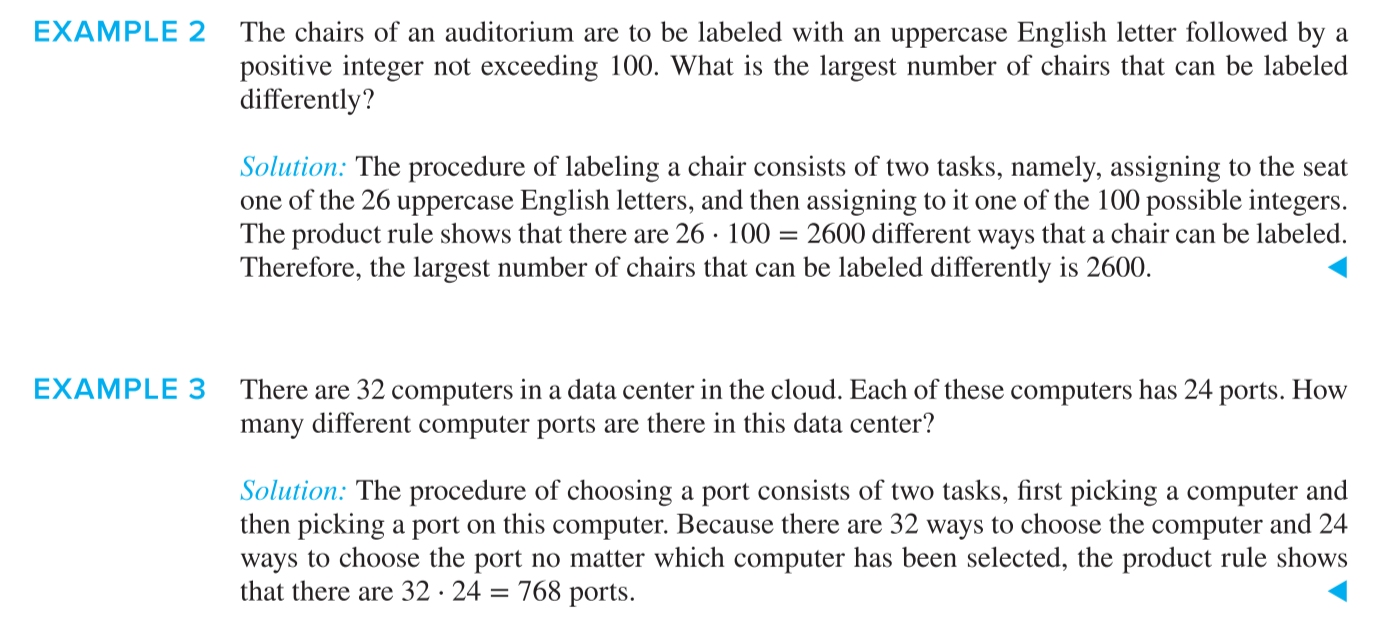 EXAMPLE 2 The chairs of an auditorium are to be labeled with an uppercase English letter followed by a
positive integer not exceeding 100. What is the largest number of chairs that can be labeled
differently?
Solution: The procedure of labeling a chair consists of two tasks, namely, assigning to the seat
one of the 26 uppercase English letters, and then assigning to it one of the 100 possible integers.
The product rule shows that there are 26 · 100 = 2600 different ways that a chair can be labeled.
Therefore, the largest number of chairs that can be labeled differently is 2600.
EXAMPLE 3 There are 32 computers in a data center in the cloud. Each of these computers has 24 ports. How
many different computer ports are there in this data center?
Solution: The procedure of choosing a port consists of two tasks, first picking a computer and
then picking a port on this computer. Because there are 32 ways to choose the computer and 24
ways to choose the port no matter which computer has been selected, the product rule shows
that there are 32 · 24 = 768 ports.